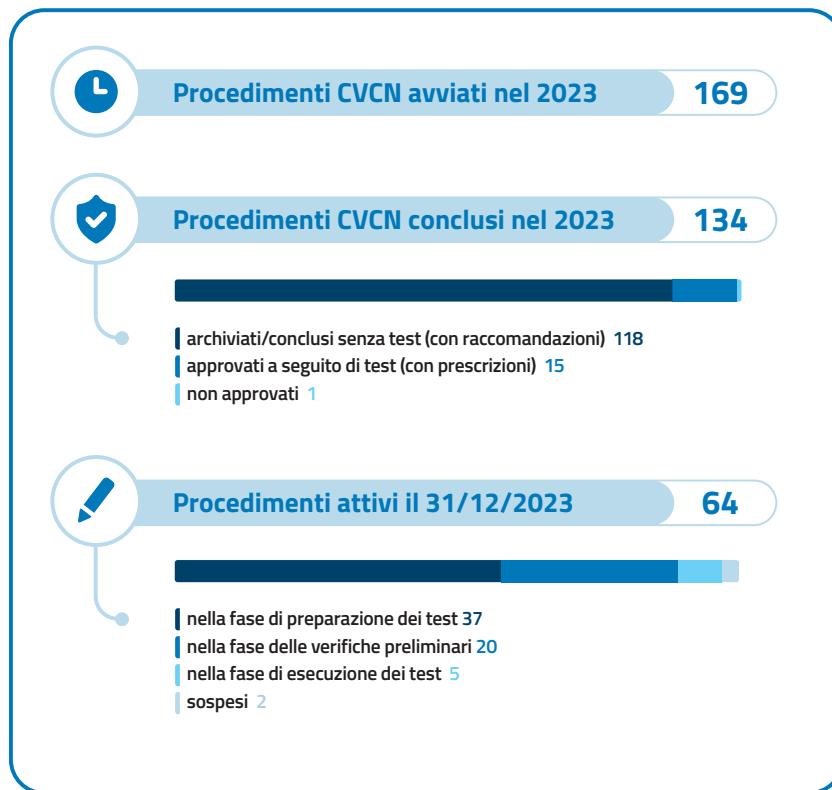 Procedimenti CVCN avviati nel 2023 169
Procedimenti CVCN conclusi nel 2023 134
archiviati/conclusi senza test (con raccomandazioni) 118
approvati a seguito di test (con prescrizioni) 15
non approvati 1
Procedimenti attivi il 31/12/2023 64
nella fase di preparazione dei test 37
nella fase delle verifiche preliminari 20
nella fase di esecuzione dei test 5
sospesi 2